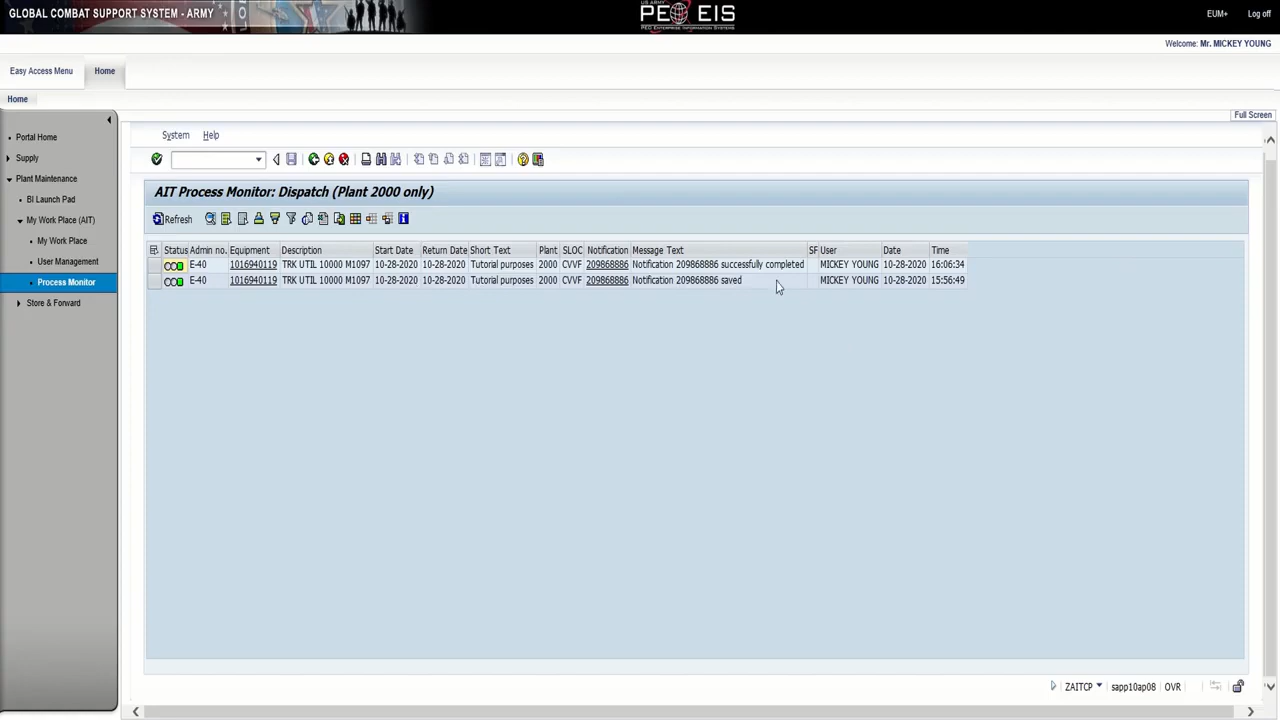 GLOBAL COMBAT SUPPORT SYSTEM - ARMY
US ARMY
PEO EIS
PEO ENTERPRISE INFORMATION SYSTEMS
EUM+ Log off
Welcome: Mr. MICKEY YOUNG
Easy Access Menu Home
Home
Full Screen
Portal Home
Supply
Plant Maintenance
BI Launch Pad
My Work Place (AIT)
My Work Place
User Management
Process Monitor
Store & Forward
System Help
AIT Process Monitor: Dispatch (Plant 2000 only)
Refresh
Status Admin no. Equipment Description Start Date Return Date Short Text Plant SLOC Notification Message Text SF User Date Time
E-40 1016940119 TRK UTIL 10000 M1097 10-28-2020 10-28-2020 Tutorial purposes 2000 CVVF 209868886 Notification 209868886 successfully completed MICKEY YOUNG 10-28-2020 16:06:34
E-40 1016940119 TRK UTIL 10000 M1097 10-28-2020 10-28-2020 Tutorial purposes 2000 CVVF 209868886 Notification 209868886 saved MICKEY YOUNG 10-28-2020 15:56:49
ZAITCP sapp10ap08 OVR